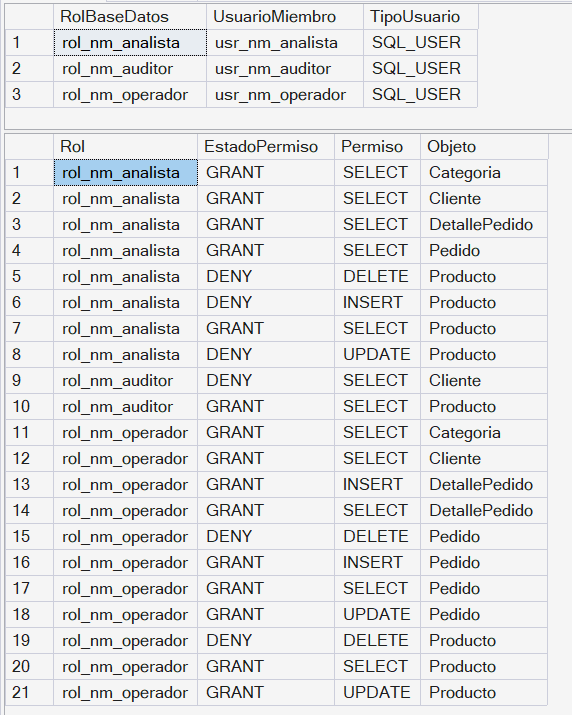 RolBaseDatos UsuarioMiembro TipoUsuario
1 rol_nm_analista usr_nm_analista SQL_USER
2 rol_nm_auditor usr_nm_auditor SQL_USER
3 rol_nm_operador usr_nm_operador SQL_USER
Rol EstadoPermiso Permiso Objeto
1 rol_nm_analista GRANT SELECT Categoria
2 rol_nm_analista GRANT SELECT Cliente
3 rol_nm_analista GRANT SELECT DetallePedido
4 rol_nm_analista GRANT SELECT Pedido
5 rol_nm_analista DENY DELETE Producto
6 rol_nm_analista DENY INSERT Producto
7 rol_nm_analista GRANT SELECT Producto
8 rol_nm_analista DENY UPDATE Producto
9 rol_nm_auditor DENY SELECT Cliente
10 rol_nm_auditor GRANT SELECT Producto
11 rol_nm_operador GRANT SELECT Categoria
12 rol_nm_operador GRANT SELECT Cliente
13 rol_nm_operador GRANT INSERT DetallePedido
14 rol_nm_operador GRANT SELECT DetallePedido
15 rol_nm_operador DENY DELETE Pedido
16 rol_nm_operador GRANT INSERT Pedido
17 rol_nm_operador GRANT SELECT Pedido
18 rol_nm_operador GRANT UPDATE Pedido
19 rol_nm_operador DENY DELETE Producto
20 rol_nm_operador GRANT SELECT Producto
21 rol_nm_operador GRANT UPDATE Producto